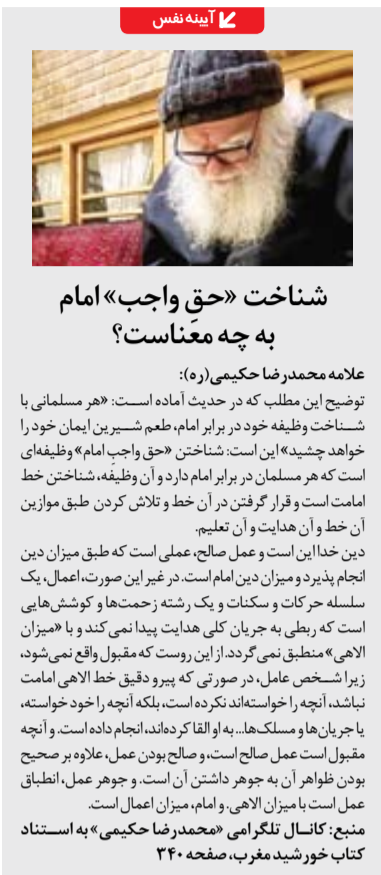 آیینه نفس
شناخت «حقِ واجب» امام
به چه معناست؟
علامه محمدرضا حکیمی(ره):
توضیح این مطلب که در حدیث آماده است: «هر مسلمانی با
شناخت وظیفه خود در برابر امام، طعم شیرین ایمان خود را
خواهد چشید» این است: شناختن «حق واجبِ امام» وظیفه‌ای
است که هر مسلمان در برابر امام دارد و آن وظیفه، شناختن خط
امامت است و قرار گرفتن در آن خط و تلاش کردن طبق موازین
آن خط و آن هدایت و آن تعلیم.
دین خدا این است و عمل صالح، عملی است که طبق میزان دین
انجام پذیرد و میزان دین امام است. در غیر این صورت، اعمال، یک
سلسله حرکات و سکنات و یک رشته زحمت‌ها و کوشش‌هایی
است که ربطی به جریان کلی هدایت پیدا نمی‌کند و با «میزان
الاهی» منطبق نمی‌گردد. از این روست که مقبول واقع نمی‌شود،
زیرا شخص عامل، در صورتی که پیرو دقیق خط الاهی امامت
نباشد، آنچه را خواسته‌اند نکرده است، بلکه آنچه را خود خواسته،
یا جریان‌ها و مسلک‌ها... به او القا کرده‌اند، انجام داده است. و آنچه
مقبول است عمل صالح است، و صالح بودن عمل، علاوه بر صحیح
بودن ظواهر آن به جوهر داشتن آن است. و جوهر عمل، انطباق
عمل است با میزان الاهی. و امام، میزان اعمال است.
منبع: کانال تلگرامی «محمدرضا حکیمی» به استناد
کتاب خورشید مغرب، صفحه ۳۴۰